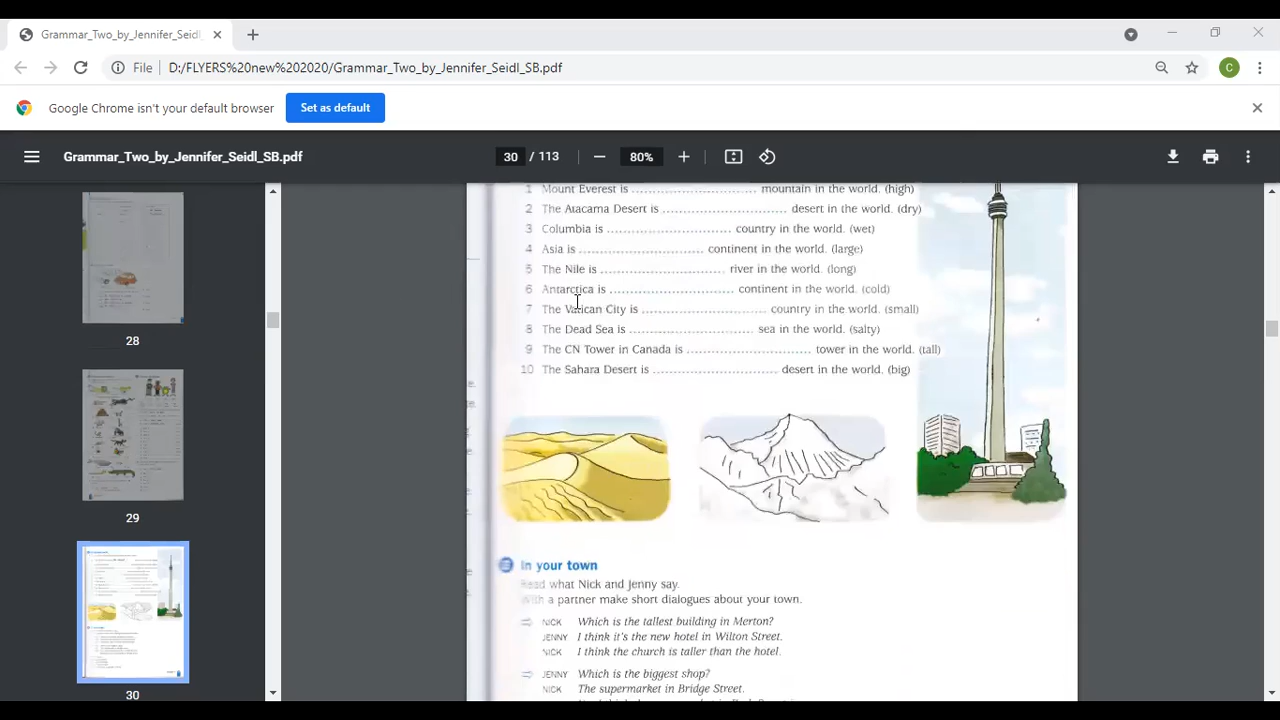 Grammar_Two_by_Jennifer_Seidl_
File D:/FLYERS%20new%202020/Grammar_Two_by_Jennifer_Seidl_SB.pdf
C
Google Chrome isn't your default browser
Set as default
Grammar_Two_by_Jennifer_Seidl_SB.pdf
30 / 113
80%
28
29
30
1 Mount Everest is .............................. mountain in the world. (high)
2 The Atacama Desert is .............................. desert in the world. (dry)
3 Columbia is .............................. country in the world. (wet)
4 Asia is .............................. continent in the world. (large)
5 The Nile is .............................. river in the world. (long)
6 Antarctica is .............................. continent in the world. (cold)
7 The Vatican City is .............................. country in the world. (small)
8 The Dead Sea is .............................. sea in the world. (salty)
9 The CN Tower in Canada is .............................. tower in the world. (tall)
10 The Sahara Desert is .............................. desert in the world. (big)
In your town
Read what Nick and Jenny say.
With a partner make short dialogues about your town.
NICK Which is the tallest building in Merton?
I think it's the new hotel in Wilton Street.
NICK I think the church is taller than the hotel.
JENNY Which is the biggest shop?
NICK The supermarket in Bridge Street.